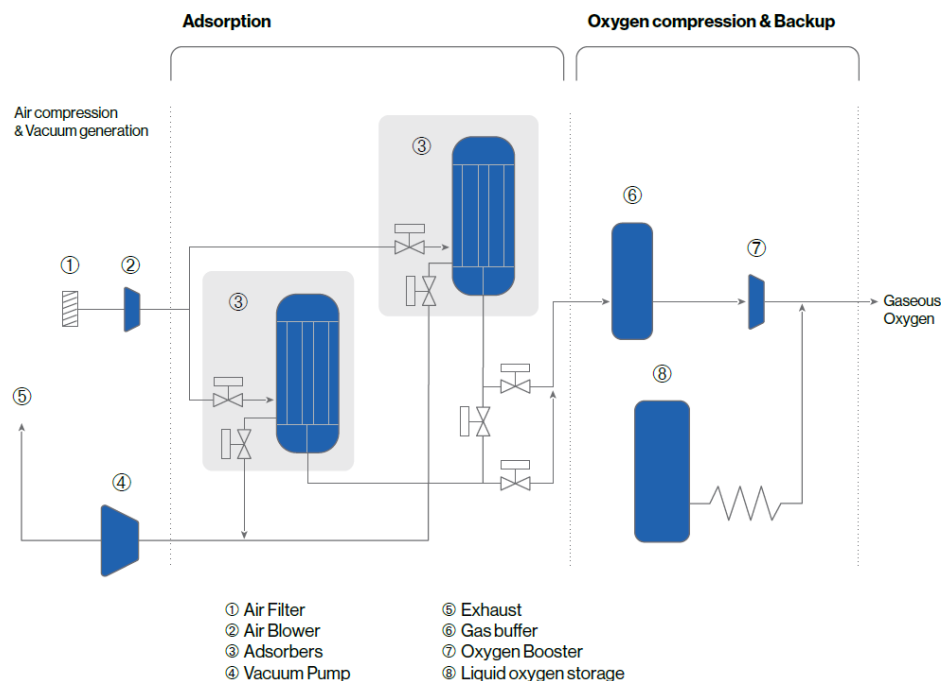 Adsorption
Oxygen compression & Backup
Air compression
& Vacuum generation
③
①
②
③
⑥
⑦
Gaseous
Oxygen
⑤
⑧
④
① Air Filter
② Air Blower
③ Adsorbers
④ Vacuum Pump
⑤ Exhaust
⑥ Gas buffer
⑦ Oxygen Booster
⑧ Liquid oxygen storage